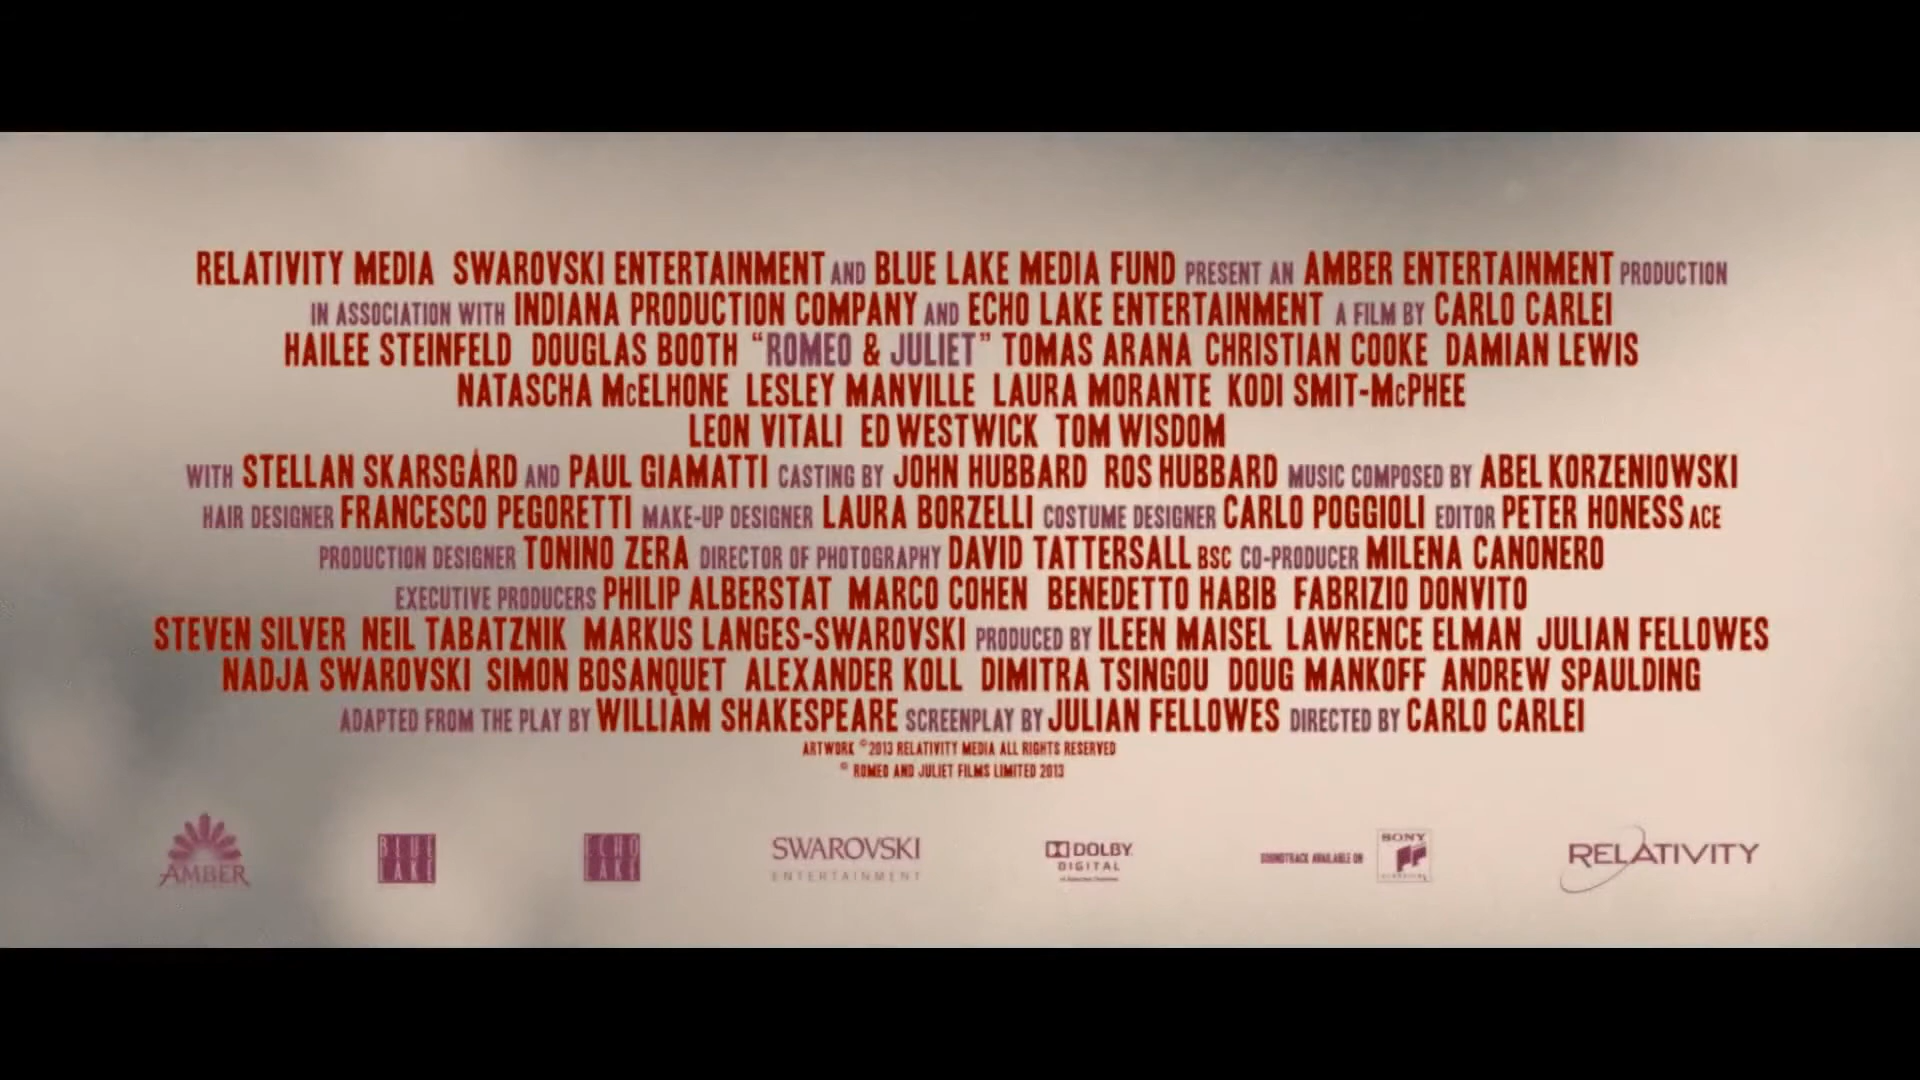 RELATIVITY MEDIA SWAROVSKI ENTERTAINMENT AND BLUE LAKE MEDIA FUND PRESENT AN AMBER ENTERTAINMENT PRODUCTION
IN ASSOCIATION WITH INDIANA PRODUCTION COMPANY AND ECHO LAKE ENTERTAINMENT A FILM BY CARLO CARLEI
HAILEE STEINFELD DOUGLAS BOOTH “ROMEO & JULIET” TOMAS ARANA CHRISTIAN COOKE DAMIAN LEWIS
NATASCHA McELHONE LESLEY MANVILLE LAURA MORANTE KODI SMIT-McPHEE
LEON VITALI ED WESTWICK TOM WISDOM
WITH STELLAN SKARSGÅRD AND PAUL GIAMATTI CASTING BY JOHN HUBBARD ROS HUBBARD MUSIC COMPOSED BY ABEL KORZENIOWSKI
HAIR DESIGNER FRANCESCO PEGORETTI MAKE-UP DESIGNER LAURA BORZELLI COSTUME DESIGNER CARLO POGGIOLI EDITOR PETER HONESS ACE
PRODUCTION DESIGNER TONINO ZERA DIRECTOR OF PHOTOGRAPHY DAVID TATTERSALL BSC CO-PRODUCER MILENA CANONERO
EXECUTIVE PRODUCERS PHILIP ALBERSTAT MARCO COHEN BENEDETTO HABIB FABRIZIO DONVITO
STEVEN SILVER NEIL TABATZNIK MARKUS LANGES-SWAROVSKI PRODUCED BY ILEEN MAISEL LAWRENCE ELMAN JULIAN FELLOWES
NADJA SWAROVSKI SIMON BOSANQUET ALEXANDER KOLL DIMITRA TSINGOU DOUG MANKOFF ANDREW SPAULDING
ADAPTED FROM THE PLAY BY WILLIAM SHAKESPEARE SCREENPLAY BY JULIAN FELLOWES DIRECTED BY CARLO CARLEI
ARTWORK ©2013 RELATIVITY MEDIA ALL RIGHTS RESERVED
© ROMEO AND JULIET FILMS LIMITED 2013
AMBER
BLUE
LAKE
ECHO
LAKE
SWAROVSKI
ENTERTAINMENT
DOLBY
DIGITAL
SOUNDTRACK AVAILABLE ON
SONY
RELATIVITY